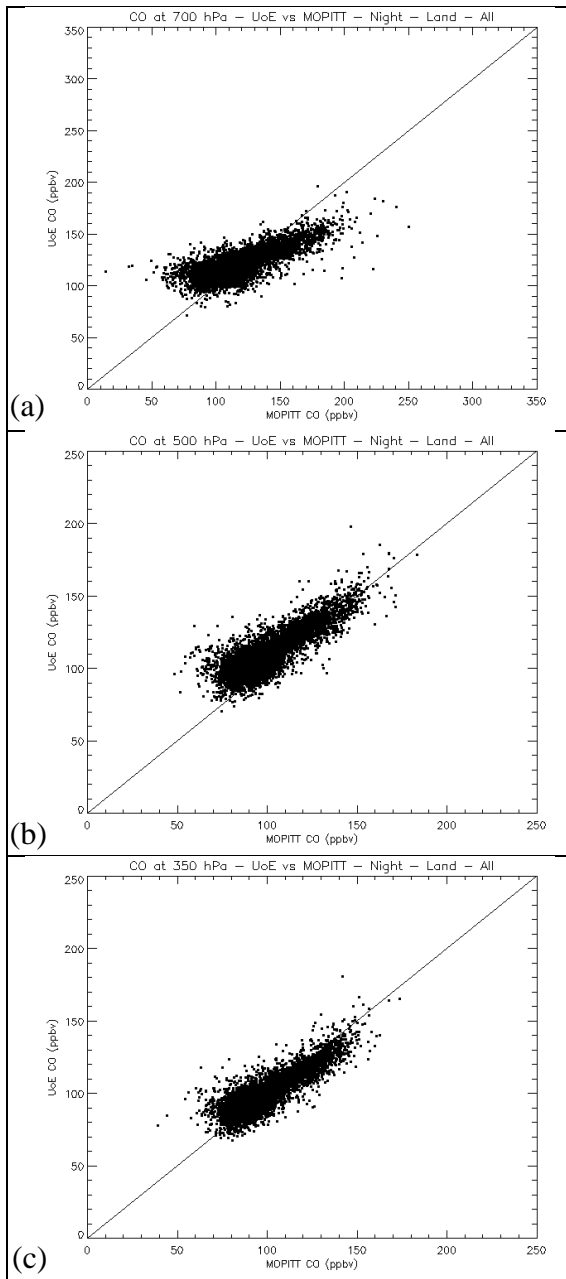 CO at 700 hPa - UoE vs MOPITT - Night - Land - All
350
300
250
200
150
100
50
0
UoE CO (ppbv)
0 50 100 150 200 250 300 350
MOPITT CO (ppbv)
(a)
CO at 500 hPa - UoE vs MOPITT - Night - Land - All
250
200
150
100
50
0
UoE CO (ppbv)
0 50 100 150 200 250
MOPITT CO (ppbv)
(b)
CO at 350 hPa - UoE vs MOPITT - Night - Land - All
250
200
150
100
50
0
UoE CO (ppbv)
0 50 100 150 200 250
MOPITT CO (ppbv)
(c)